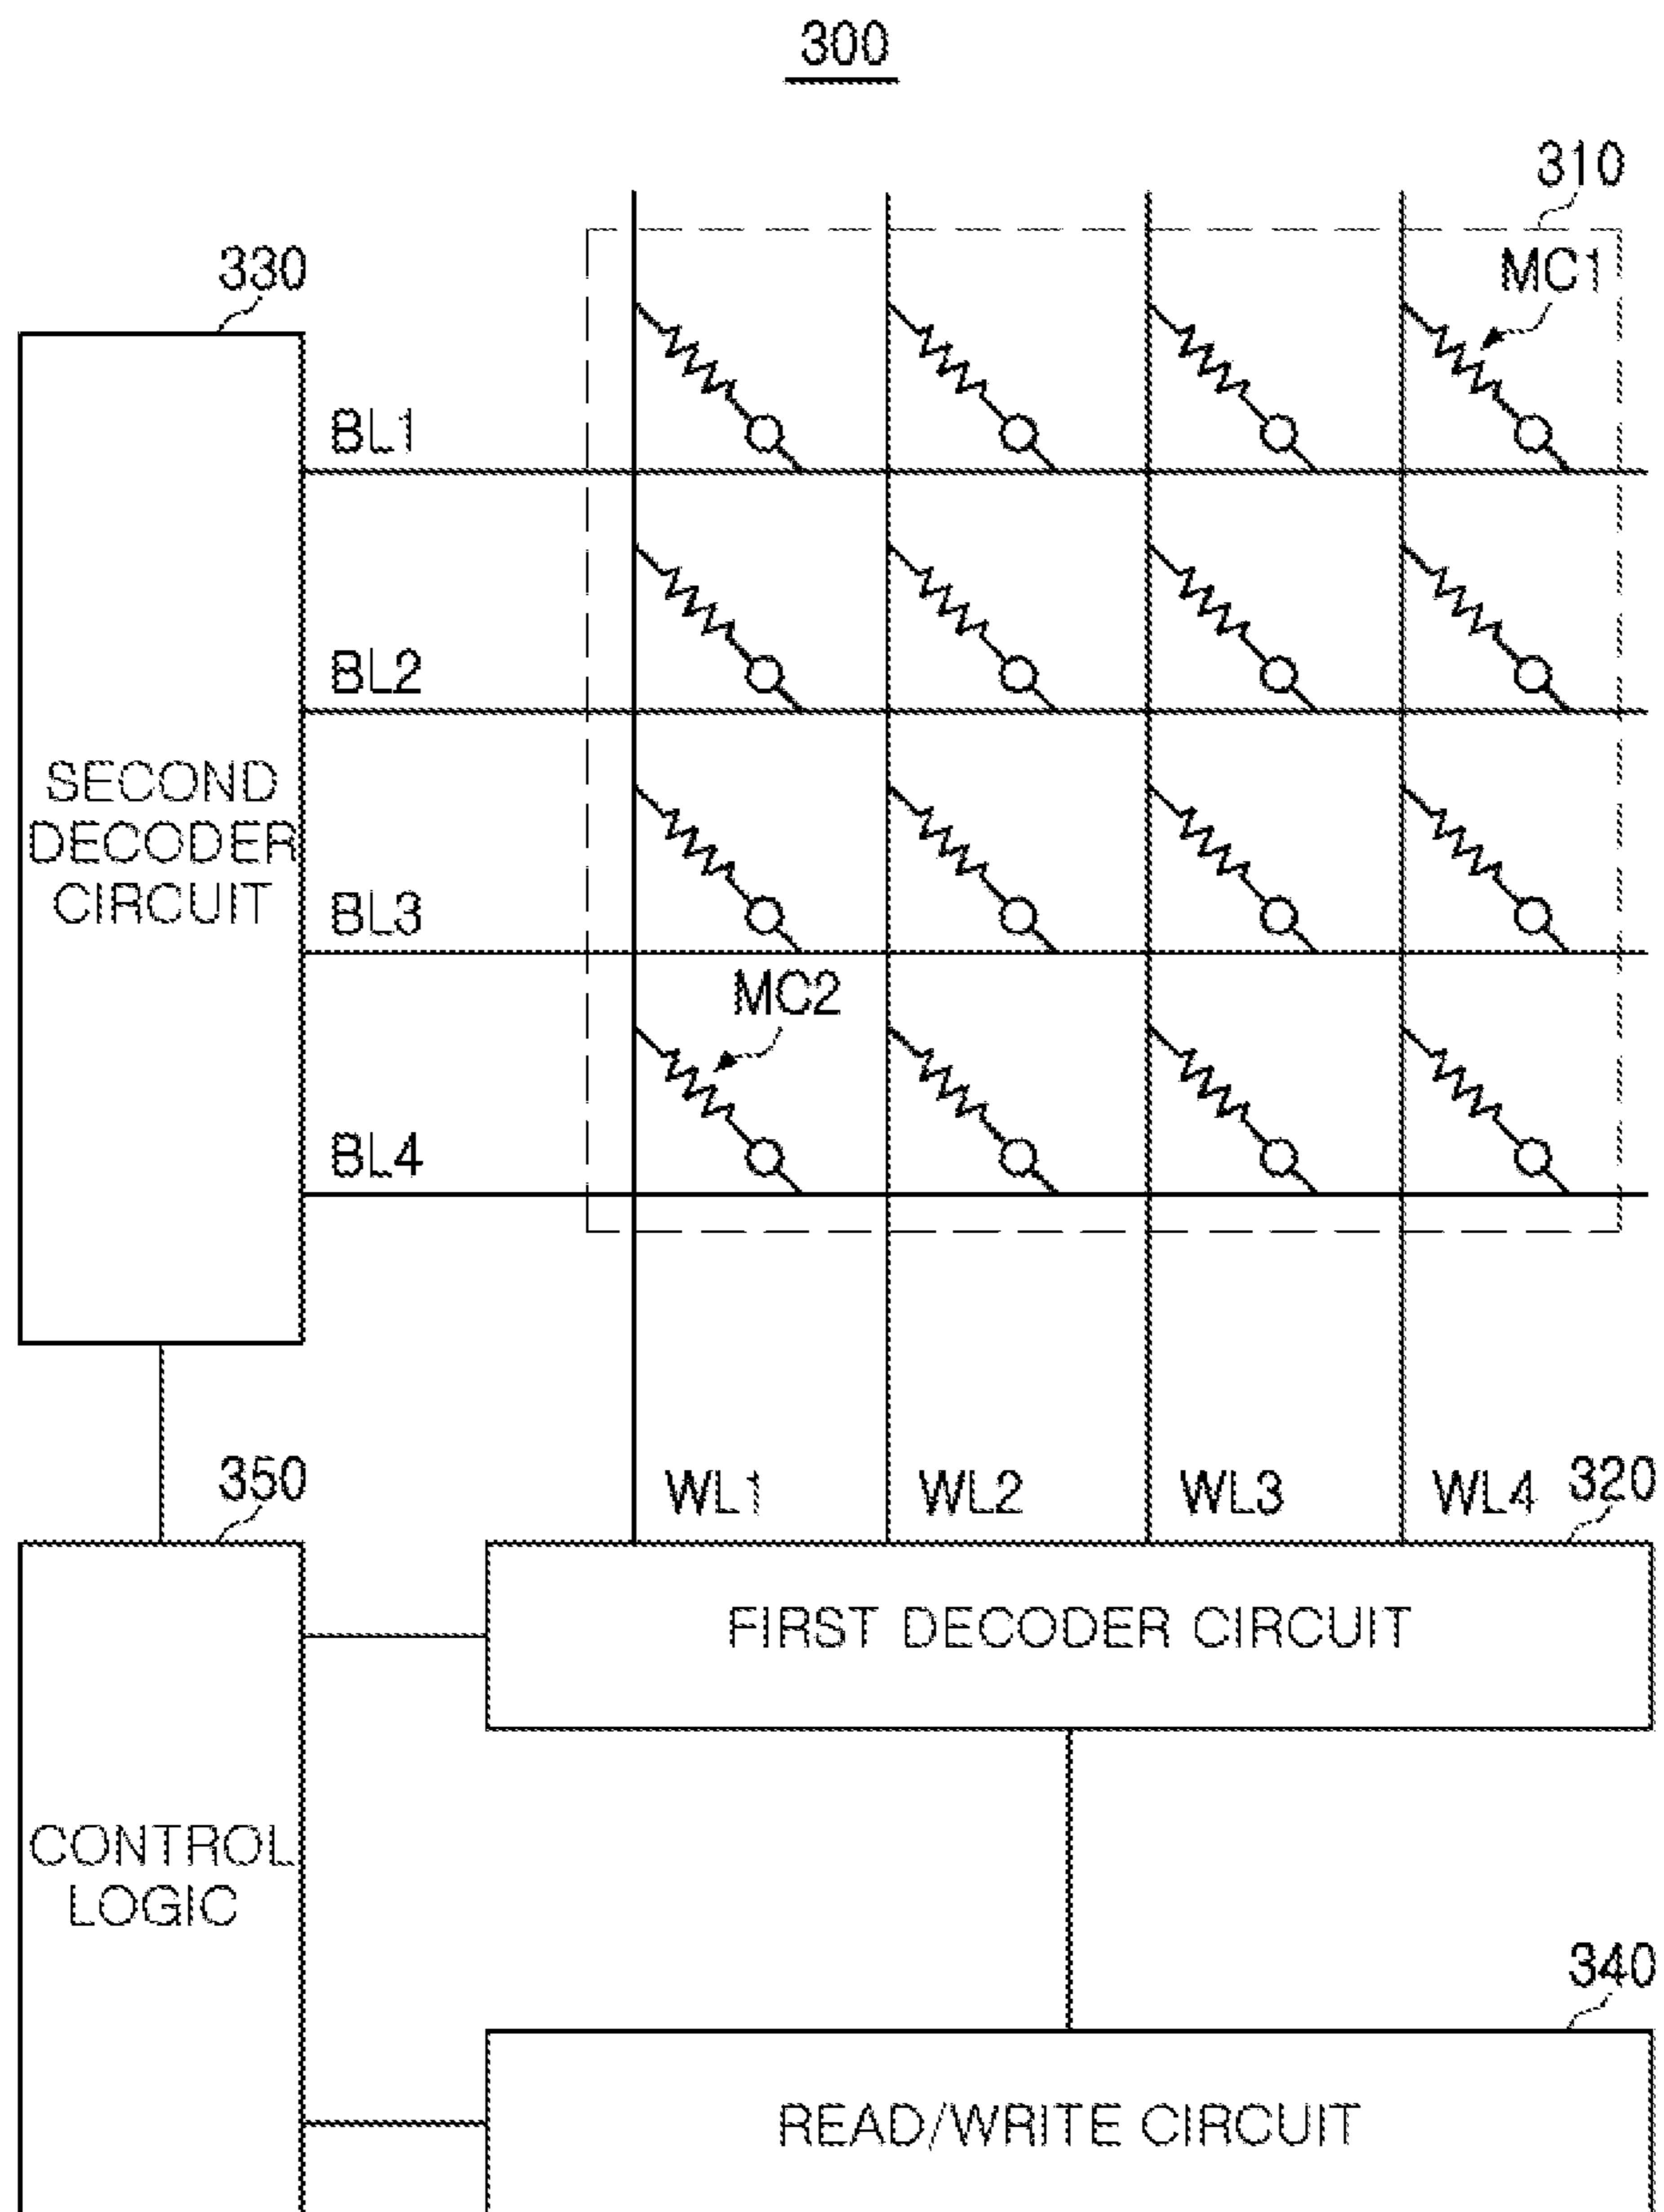 300
310
MC1
330
BL1
BL2
SECOND
DECODER
CIRCUIT
BL3
MC2
BL4
350
WL1 WL2 WL3 WL4 320
FIRST DECODER CIRCUIT
CONTROL
LOGIC
340
READ/WRITE CIRCUIT